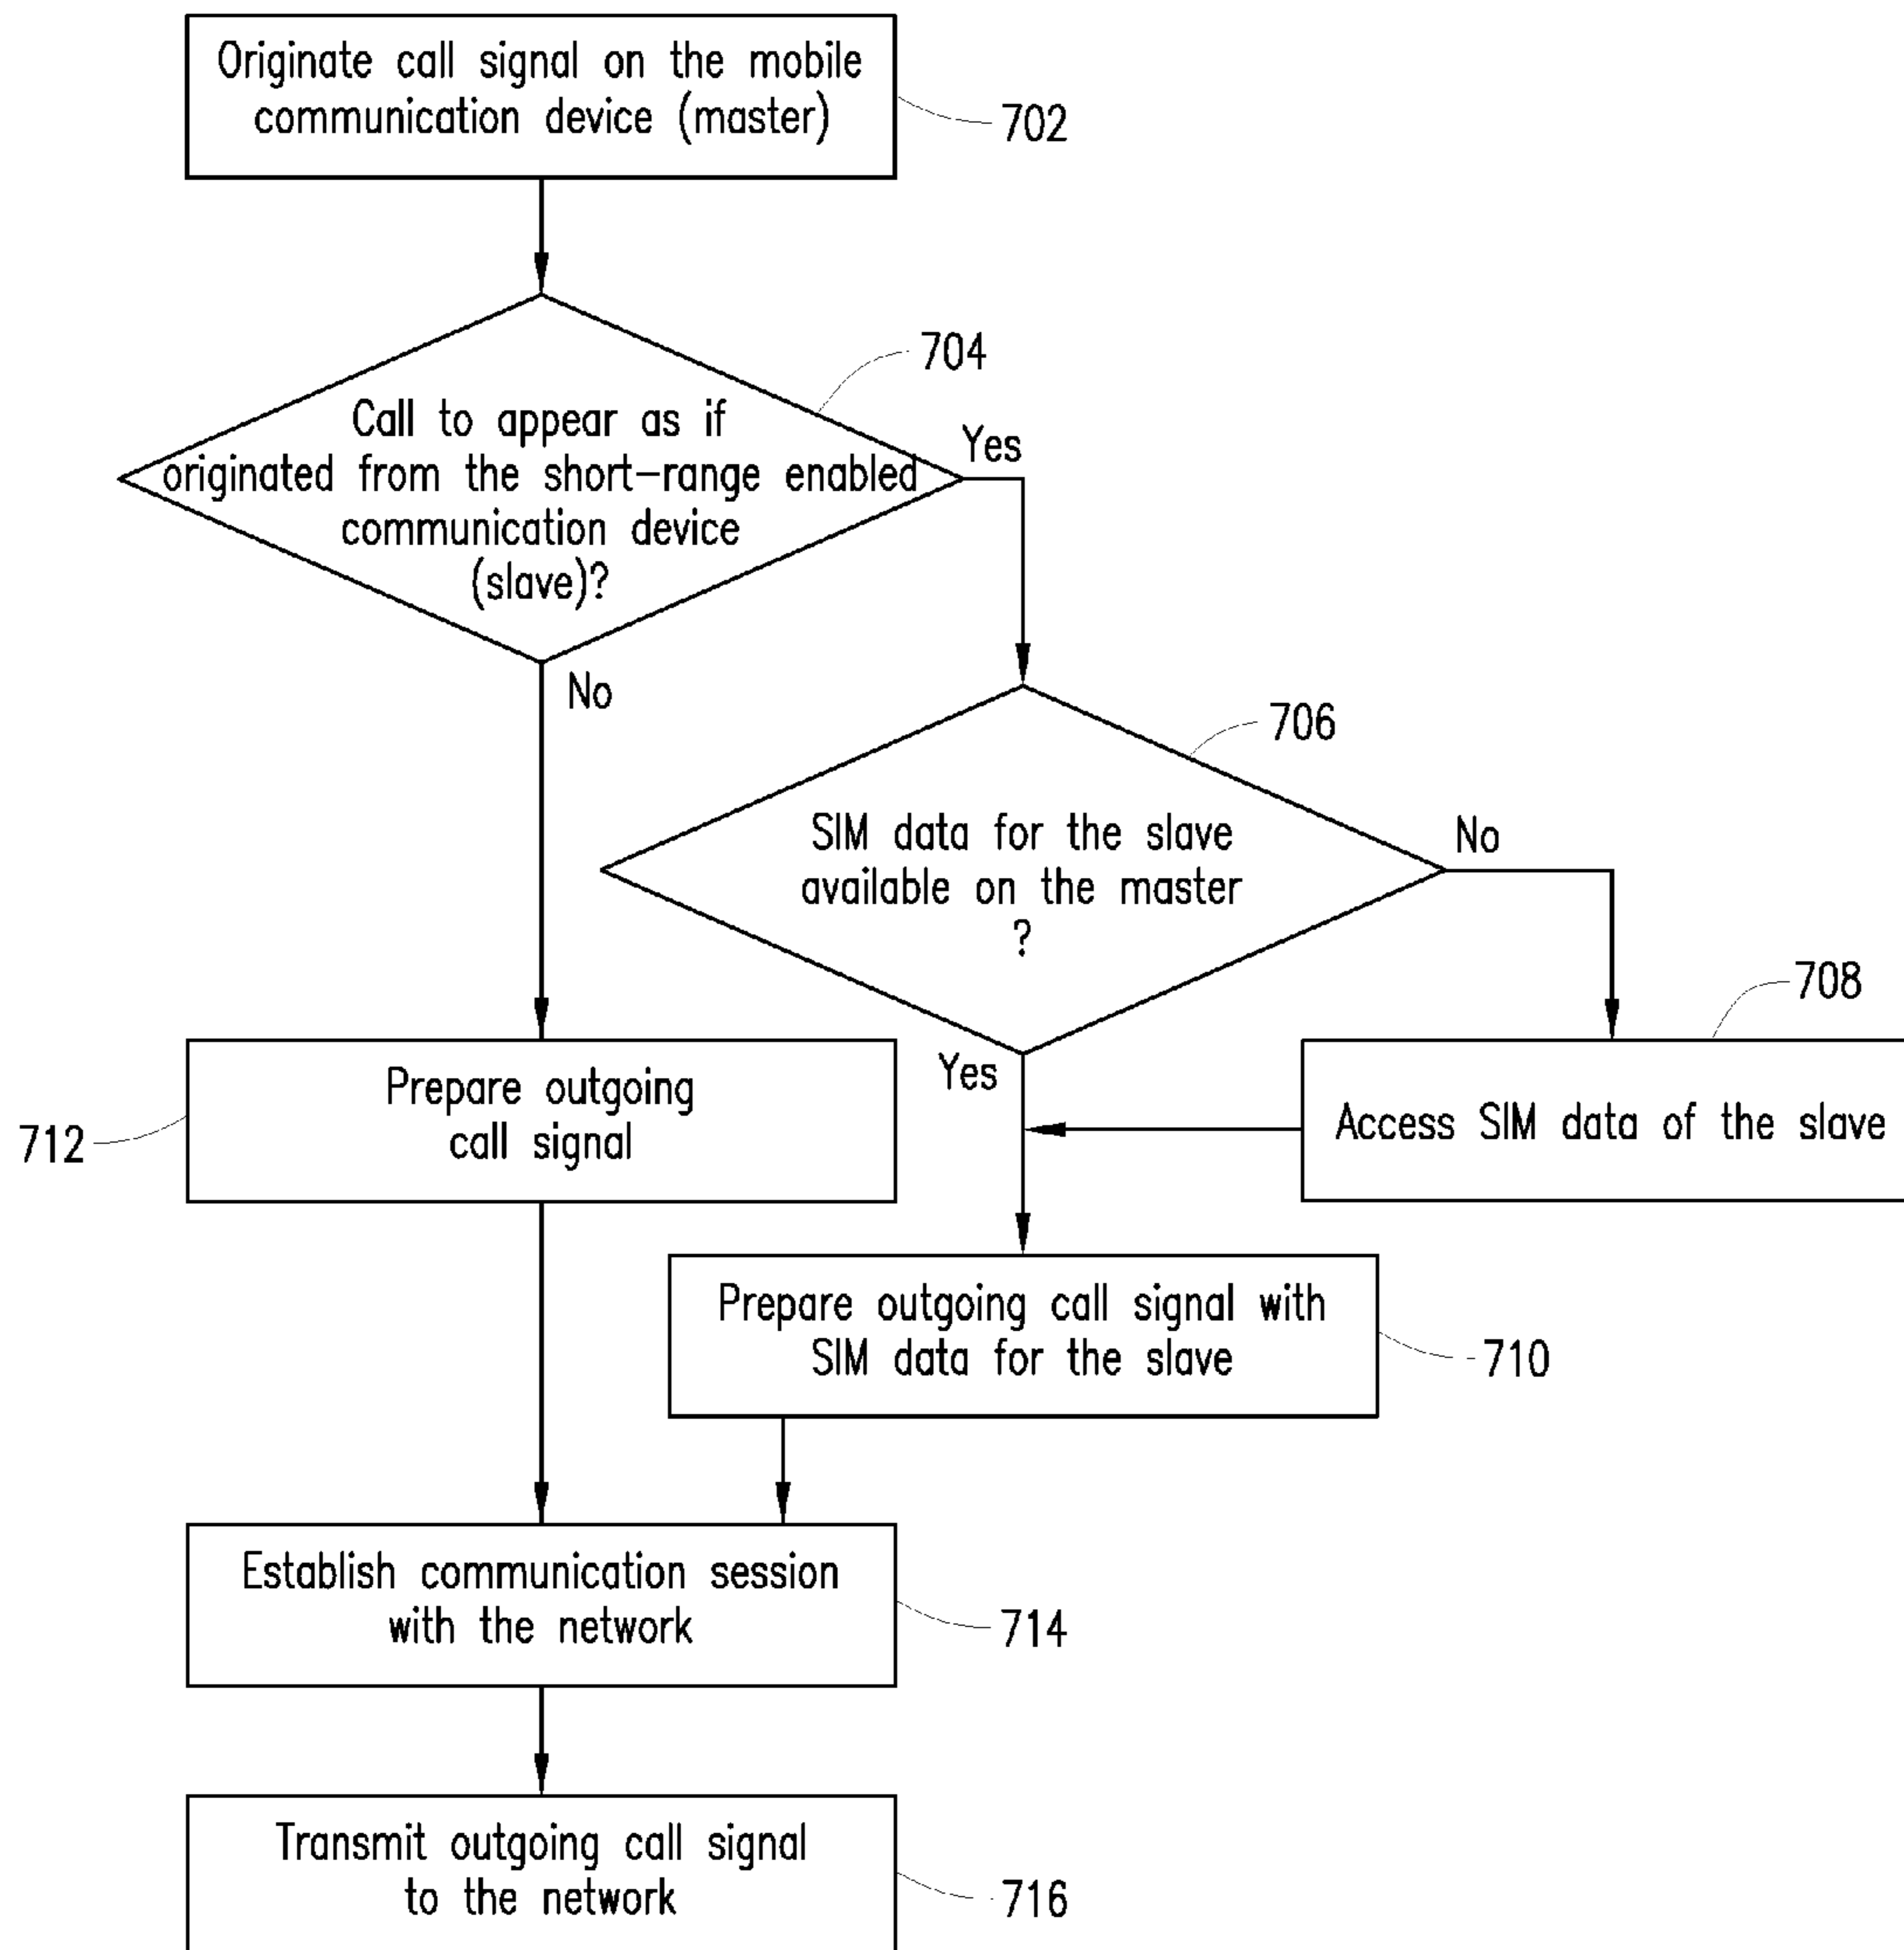 Originate call signal on the mobile
communication device (master)
702
704
Call to appear as if
originated from the short-range enabled
communication device
(slave)?
Yes
No
706
SIM data for the slave
available on the master
?
No
Yes
708
Access SIM data of the slave
Prepare outgoing
call signal
712
Prepare outgoing call signal with
SIM data for the slave
710
Establish communication session
with the network
714
Transmit outgoing call signal
to the network
716